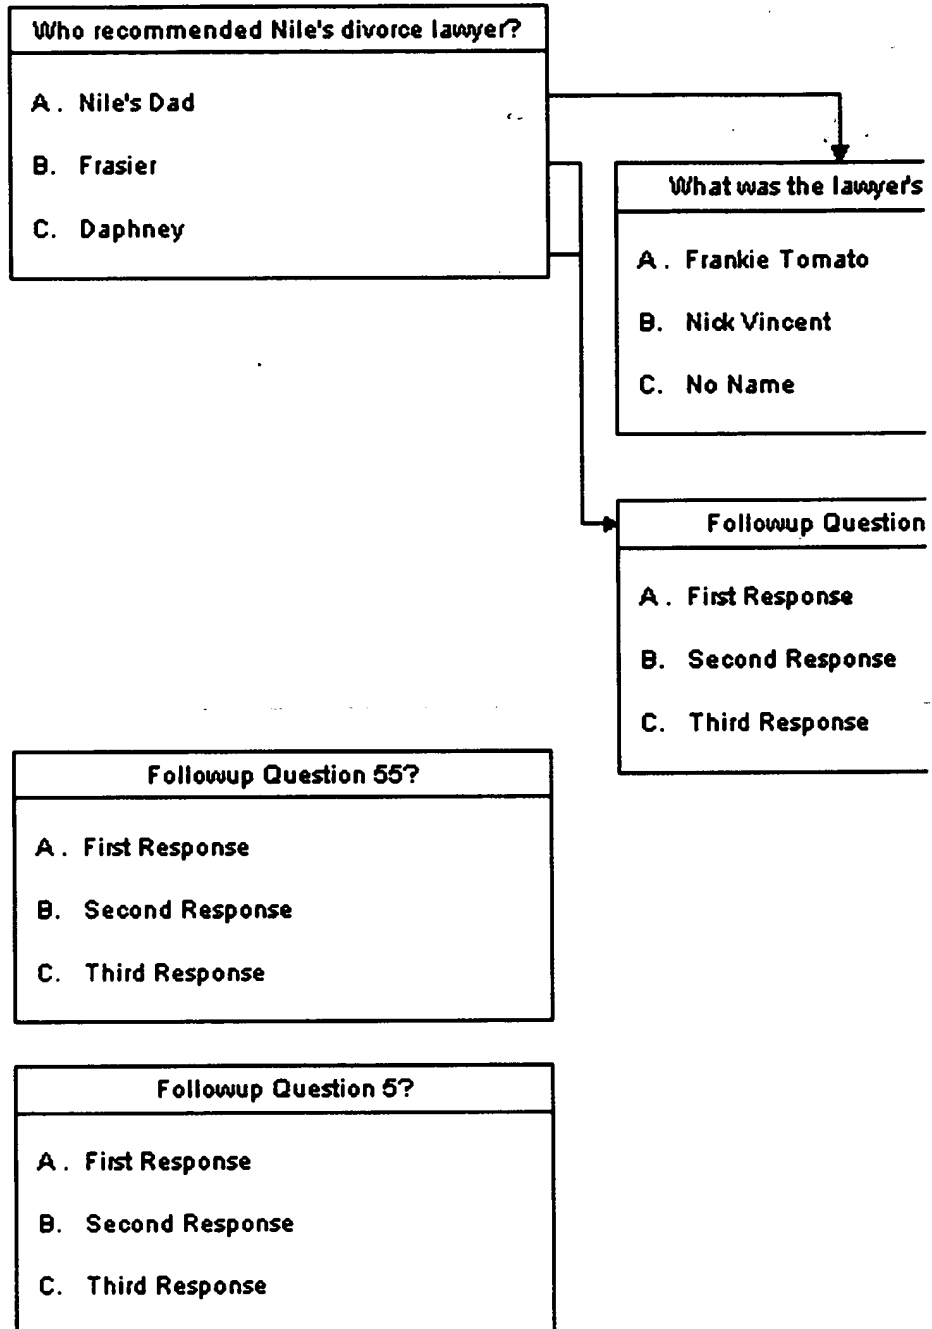 Who recommended Nile's divorce lawyer?
A. Nile's Dad
B. Frasier
C. Daphney
What was the lawyer's
A. Frankie Tomato
B. Nick Vincent
C. No Name
Followup Question
A. First Response
B. Second Response
C. Third Response
Followup Question 55?
A. First Response
B. Second Response
C. Third Response
Followup Question 5?
A. First Response
B. Second Response
C. Third Response